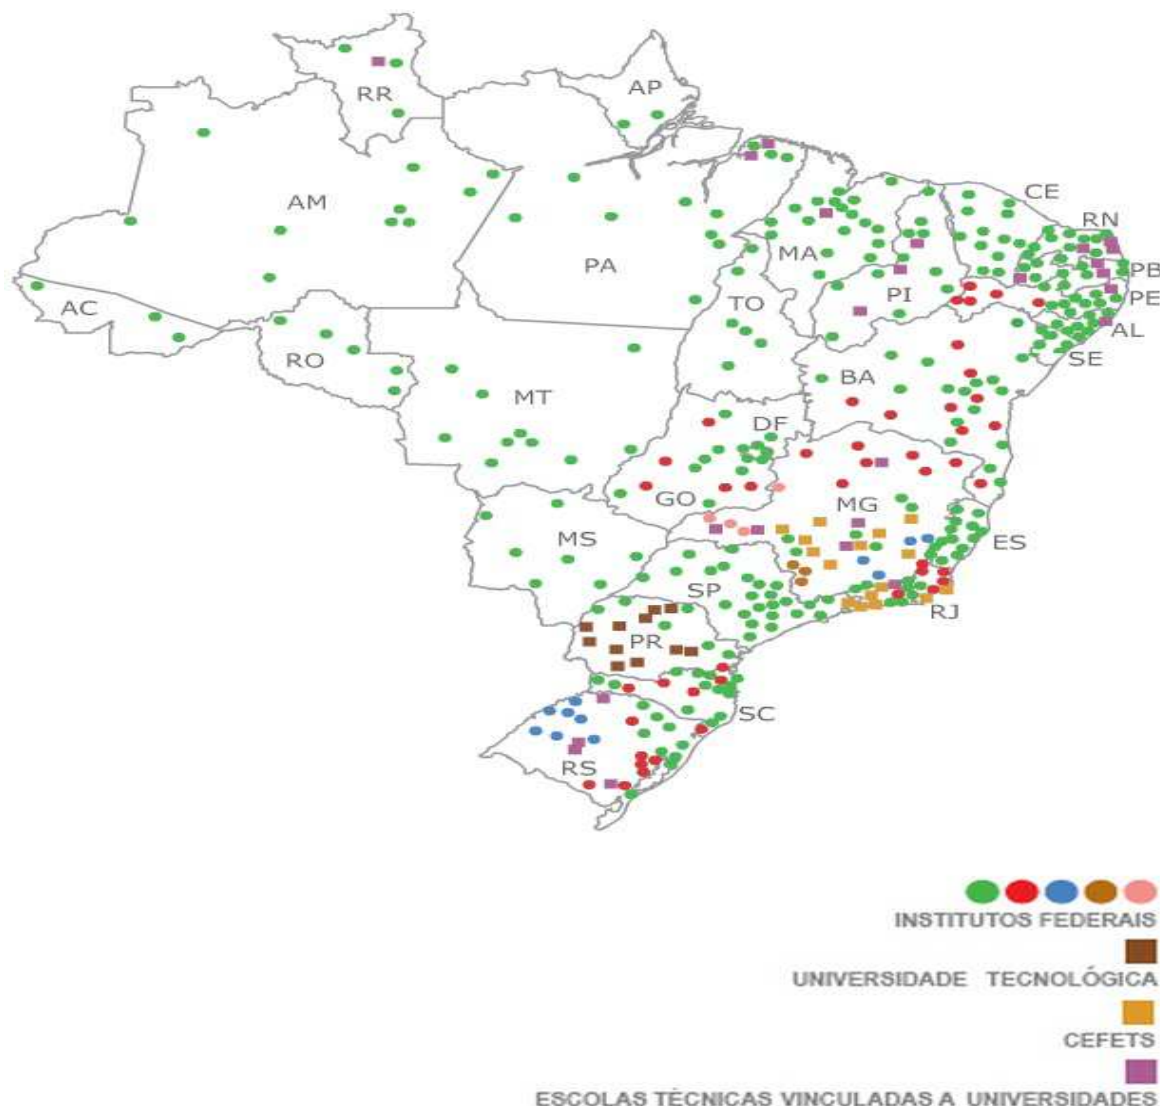 RR
AP
AM
PA
MA
CE
RN
PB
PE
AL
SE
PI
TO
AC
RO
MT
BA
DF
GO
MG
ES
MS
SP
RJ
PR
SC
RS
INSTITUTOS FEDERAIS
UNIVERSIDADE TECNOLÓGICA
CEFETS
ESCOLAS TÉCNICAS VINCULADAS A UNIVERSIDADES